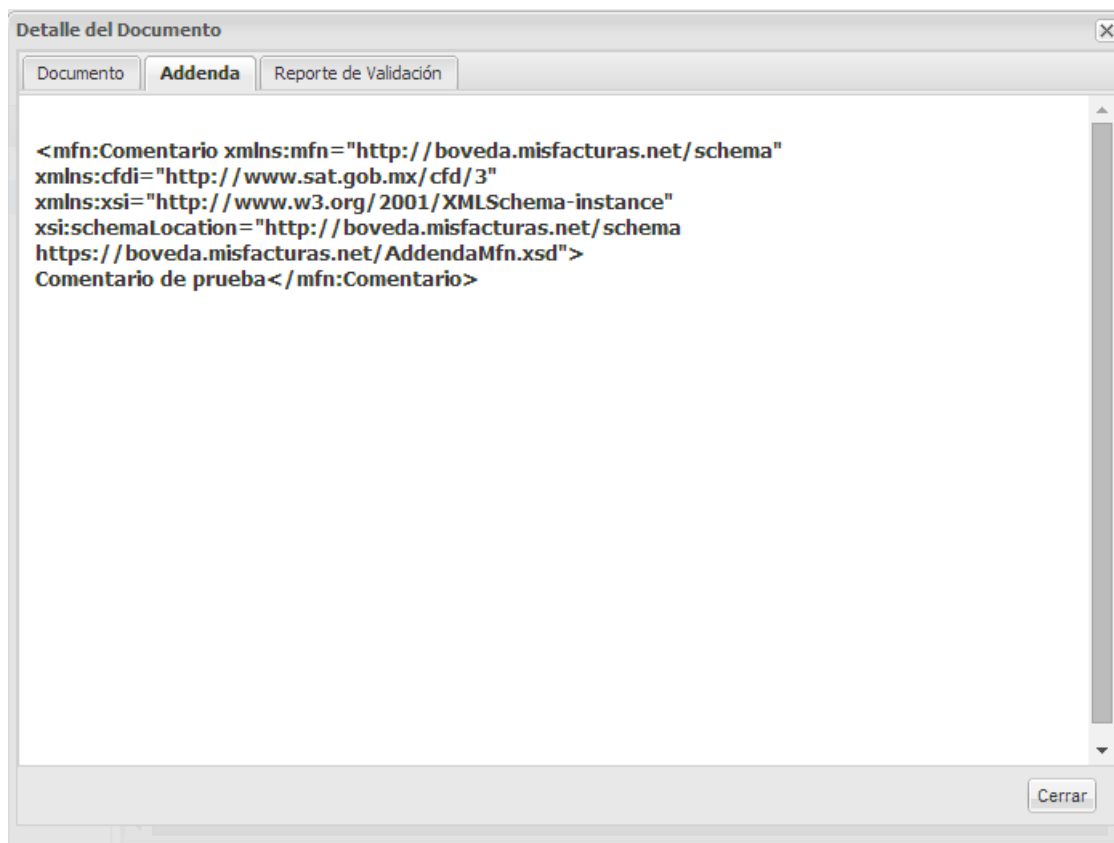 Detalle del Documento
Documento Addenda Reporte de Validación
<mfn:Comentario xmlns:mfn="http://boveda.misfacturas.net/schema"
xmlns:cfdi="http://www.sat.gob.mx/cfd/3"
xmlns:xsi="http://www.w3.org/2001/XMLSchema-instance"
xsi:schemaLocation="http://boveda.misfacturas.net/schema
https://boveda.misfacturas.net/AddendaMfn.xsd">
Comentario de prueba</mfn:Comentario>
Cerrar